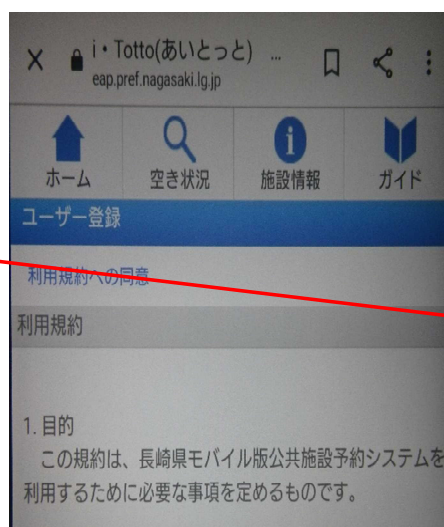 i・Totto(あいとっと) ...
eap.pref.nagasaki.lg.jp
ホーム 空き状況 施設情報 ガイド
ユーザー登録
利用規約への同意
利用規約
1. 目的
この規約は、長崎県モバイル版公共施設予約システムを
利用するために必要な事項を定めるものです。